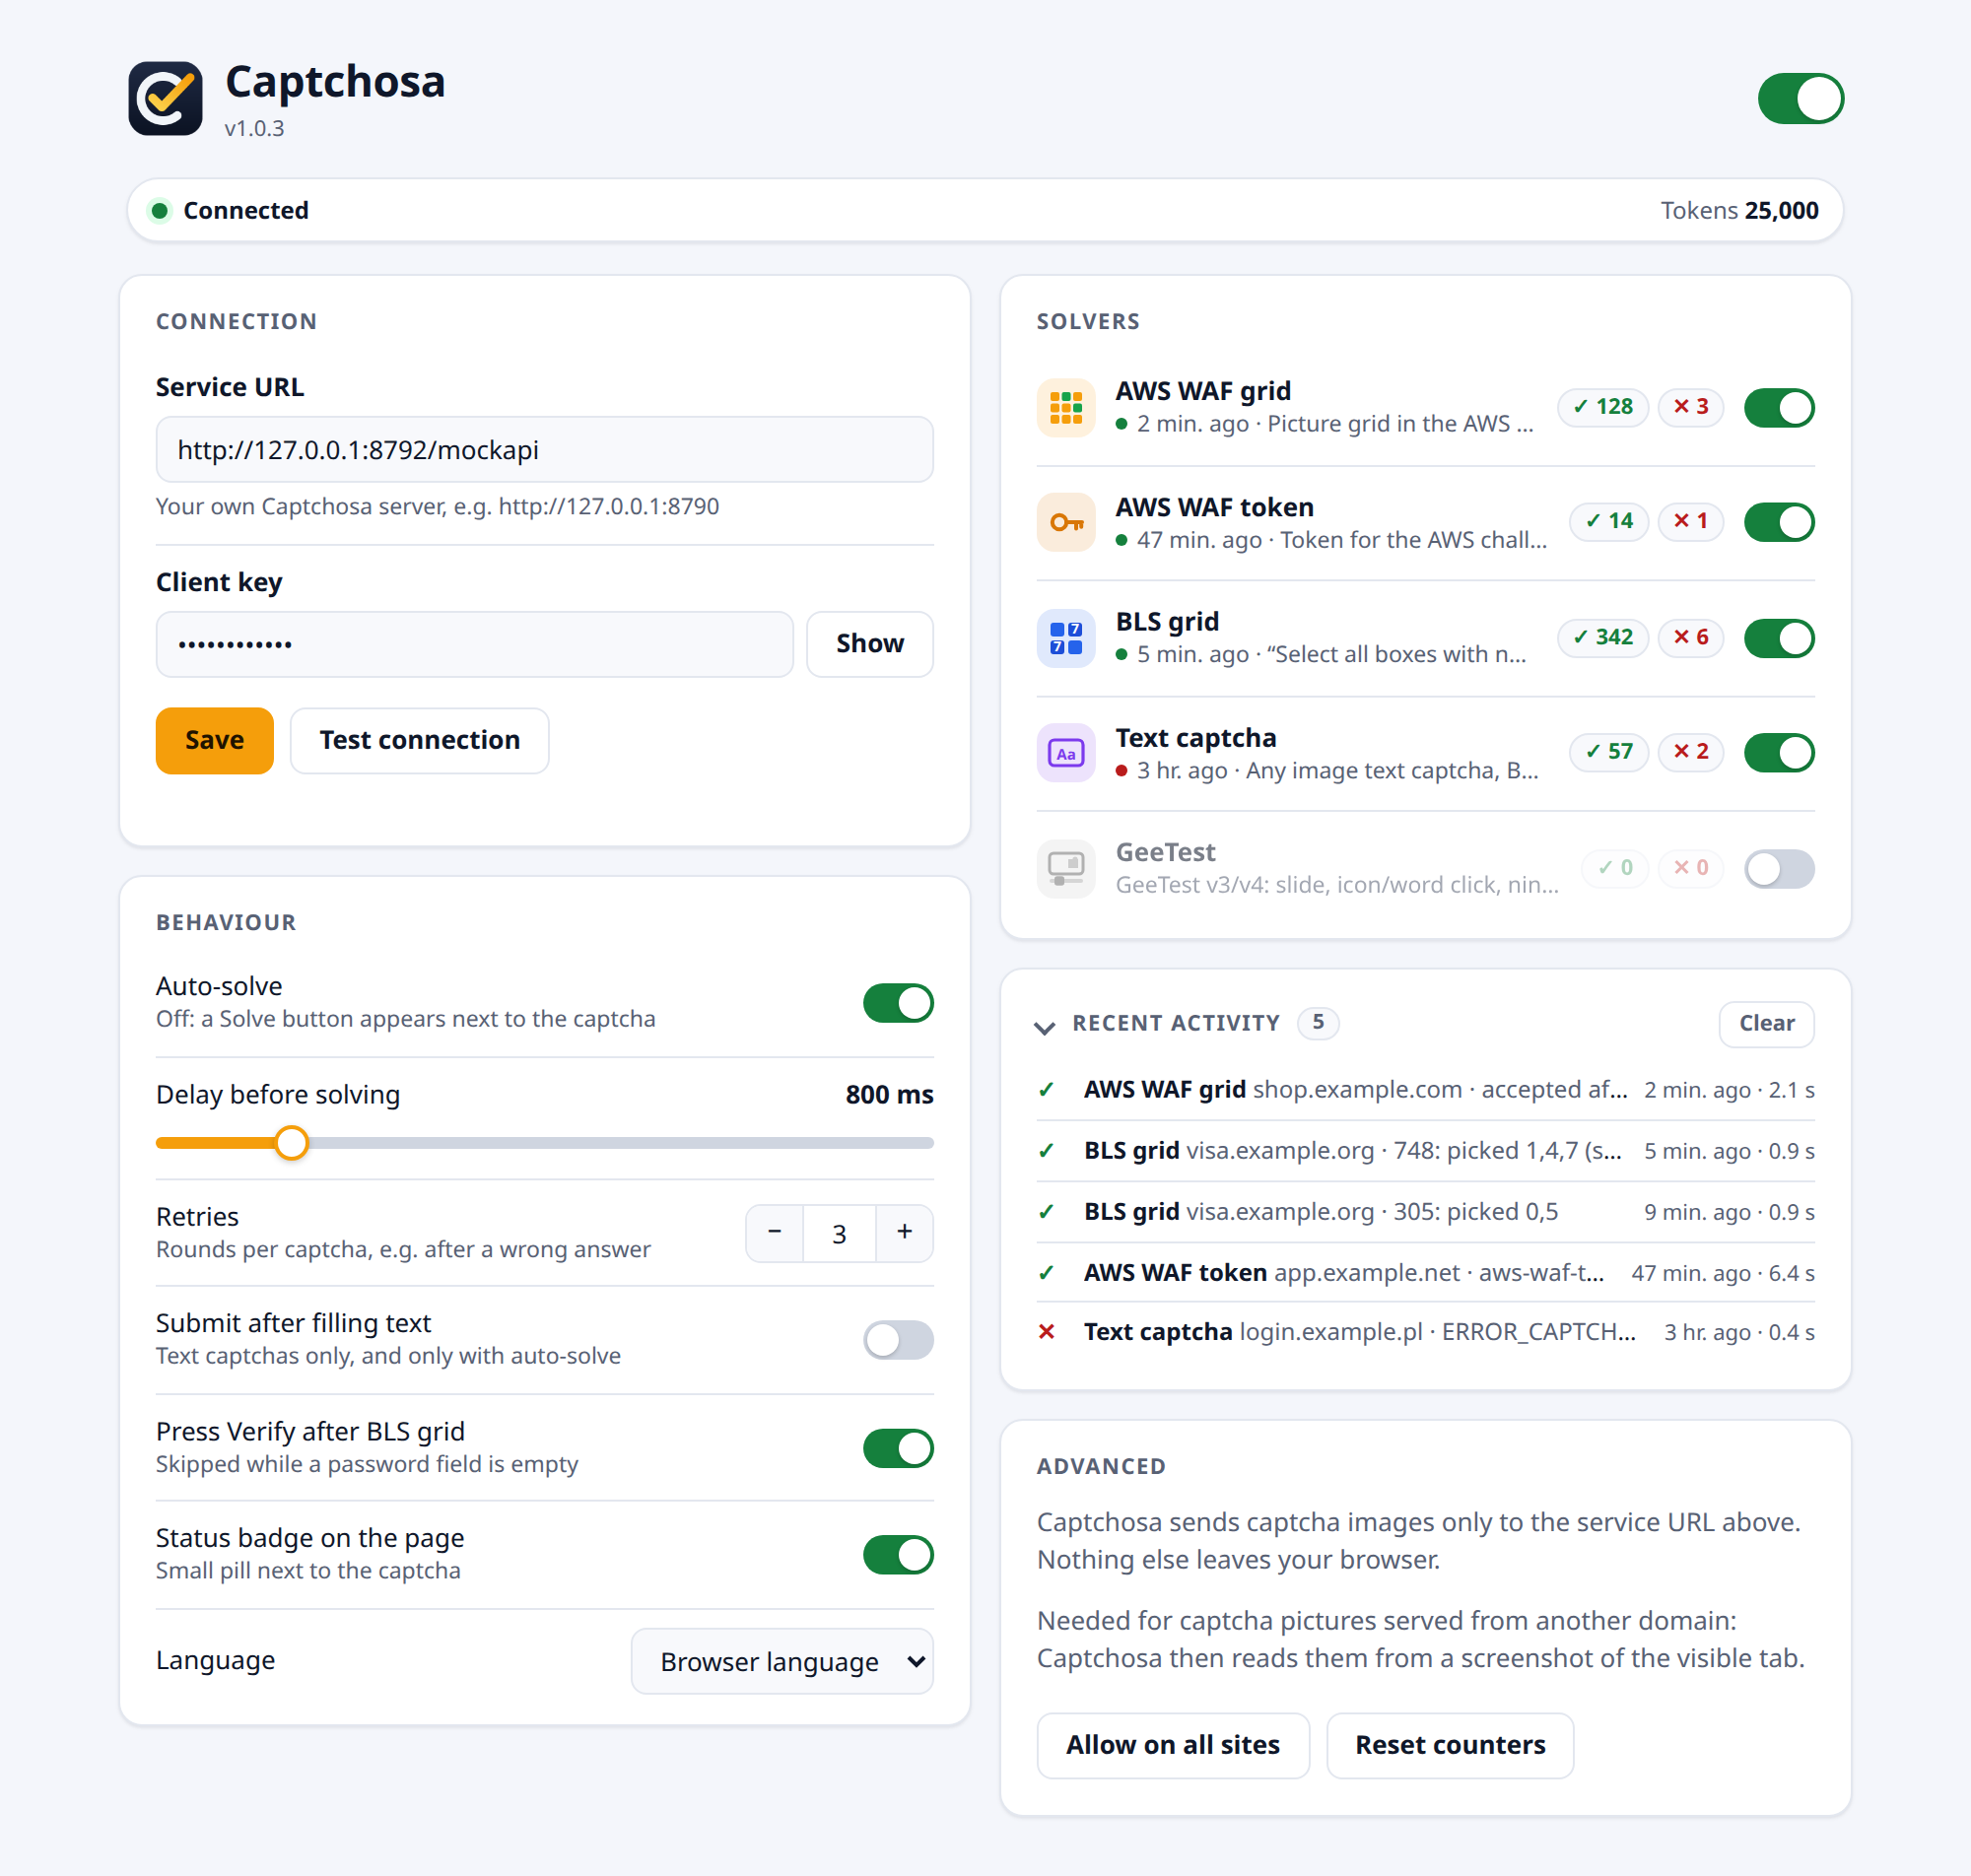 Captchosa
v1.0.3
Connected
Tokens 25,000
CONNECTION
Service URL
http://127.0.0.1:8792/mockapi
Your own Captchosa server, e.g. http://127.0.0.1:8790
Client key
••••••••••••
Show
Save
Test connection
BEHAVIOUR
Auto-solve
Off: a Solve button appears next to the captcha
Delay before solving
800 ms
Retries
Rounds per captcha, e.g. after a wrong answer
− 3 +
Submit after filling text
Text captchas only, and only with auto-solve
Press Verify after BLS grid
Skipped while a password field is empty
Status badge on the page
Small pill next to the captcha
Language
Browser language
SOLVERS
AWS WAF grid
2 min. ago · Picture grid in the AWS ...
✓ 128 ✕ 3
AWS WAF token
47 min. ago · Token for the AWS chall...
✓ 14 ✕ 1
7
7
BLS grid
5 min. ago · “Select all boxes with n...
✓ 342 ✕ 6
Aa
Text captcha
3 hr. ago · Any image text captcha, B...
✓ 57 ✕ 2
GeeTest
GeeTest v3/v4: slide, icon/word click, nin...
✓ 0 ✕ 0
RECENT ACTIVITY 5
Clear
✓ AWS WAF grid shop.example.com · accepted af... 2 min. ago · 2.1 s
✓ BLS grid visa.example.org · 748: picked 1,4,7 (s... 5 min. ago · 0.9 s
✓ BLS grid visa.example.org · 305: picked 0,5 9 min. ago · 0.9 s
✓ AWS WAF token app.example.net · aws-waf-t... 47 min. ago · 6.4 s
✕ Text captcha login.example.pl · ERROR_CAPTCH... 3 hr. ago · 0.4 s
ADVANCED
Captchosa sends captcha images only to the service URL above.
Nothing else leaves your browser.
Needed for captcha pictures served from another domain:
Captchosa then reads them from a screenshot of the visible tab.
Allow on all sites
Reset counters